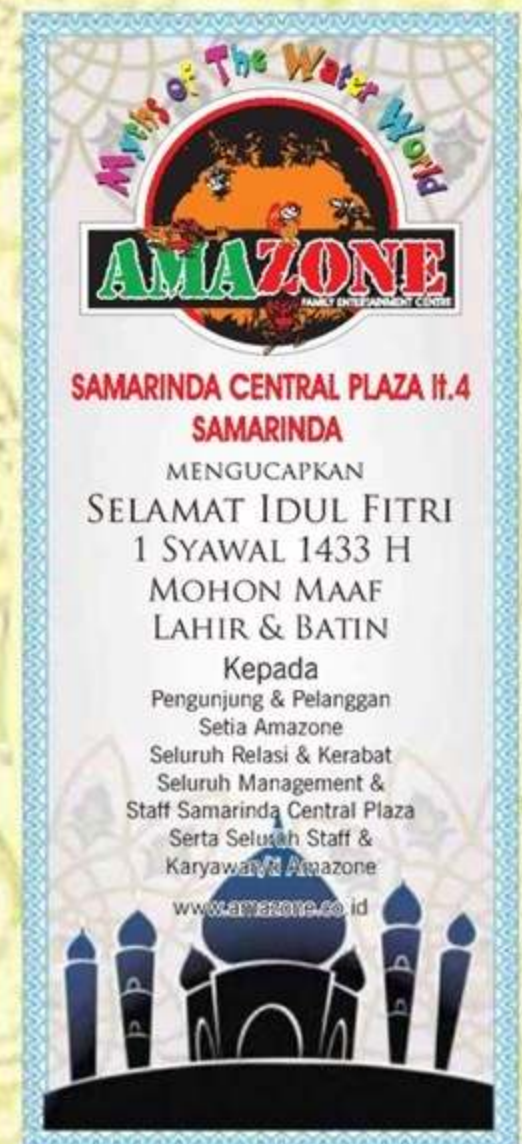 Myths of The Water World
AMAZONE
FAMILY ENTERTAINMENT CENTRE
SAMARINDA CENTRAL PLAZA lt.4
SAMARINDA
MENGUCAPKAN
SELAMAT IDUL FITRI
1 SYAWAL 1433 H
MOHON MAAF
LAHIR & BATIN
Kepada
Pengunjung & Pelanggan
Setia Amazone
Seluruh Relasi & Kerabat
Seluruh Management &
Staff Samarinda Central Plaza
Serta Seluruh Staff &
Karyawan/ti Amazone
www.amazone.co.id